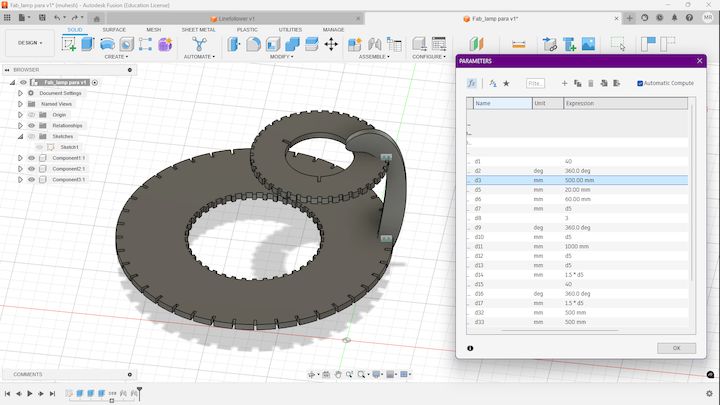 Fab_lamp para v1* (muhesh) - Autodesk Fusion (Education License)
Linefollower v1
Fab_lamp para v1*
MR
DESIGN
SOLID SURFACE MESH SHEET METAL PLASTIC UTILITIES MANAGE
CREATE AUTOMATE MODIFY ASSEMBLE CONFIGURE
BROWSER
Fab_lamp para v1
Document Settings
Named Views
Origin
Relationships
Sketches
Sketch1
Component1:1
Component2:1
Component3:1
PARAMETERS
Filte...
Automatic Compute
Name Unit Expression
d1 40
d2 deg 360.0 deg
d3 mm 500.00 mm
d5 mm 20.00 mm
d6 mm 60.00 mm
d7 mm d5
d8 3
d9 deg 360.0 deg
d10 mm d5
d11 mm 1000 mm
d12 mm d5
d13 mm d5
d14 mm 1.5 * d5
d15 40
d16 deg 360.0 deg
d17 mm 1.5 * d5
d32 mm 500 mm
d33 mm 500 mm
OK
COMMENTS